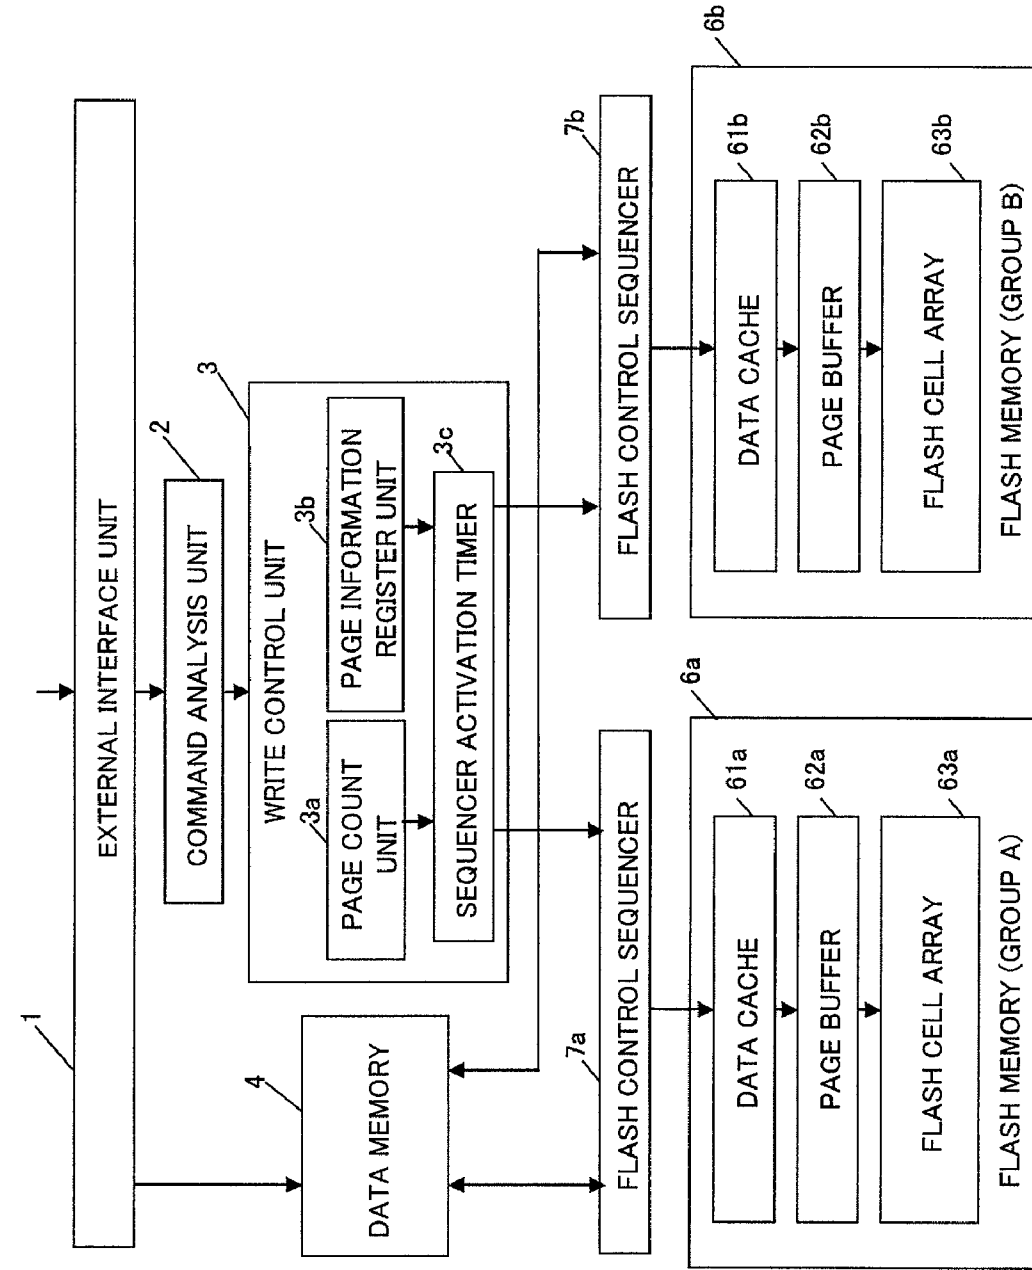 1
EXTERNAL INTERFACE UNIT
2
COMMAND ANALYSIS UNIT
3
WRITE CONTROL UNIT
3a
PAGE COUNT
UNIT
3b
PAGE INFORMATION
REGISTER UNIT
3c
SEQUENCER ACTIVATION TIMER
4
DATA MEMORY
7a
FLASH CONTROL SEQUENCER
7b
FLASH CONTROL SEQUENCER
6a
61a
DATA CACHE
62a
PAGE BUFFER
63a
FLASH CELL ARRAY
FLASH MEMORY (GROUP A)
6b
61b
DATA CACHE
62b
PAGE BUFFER
63b
FLASH CELL ARRAY
FLASH MEMORY (GROUP B)